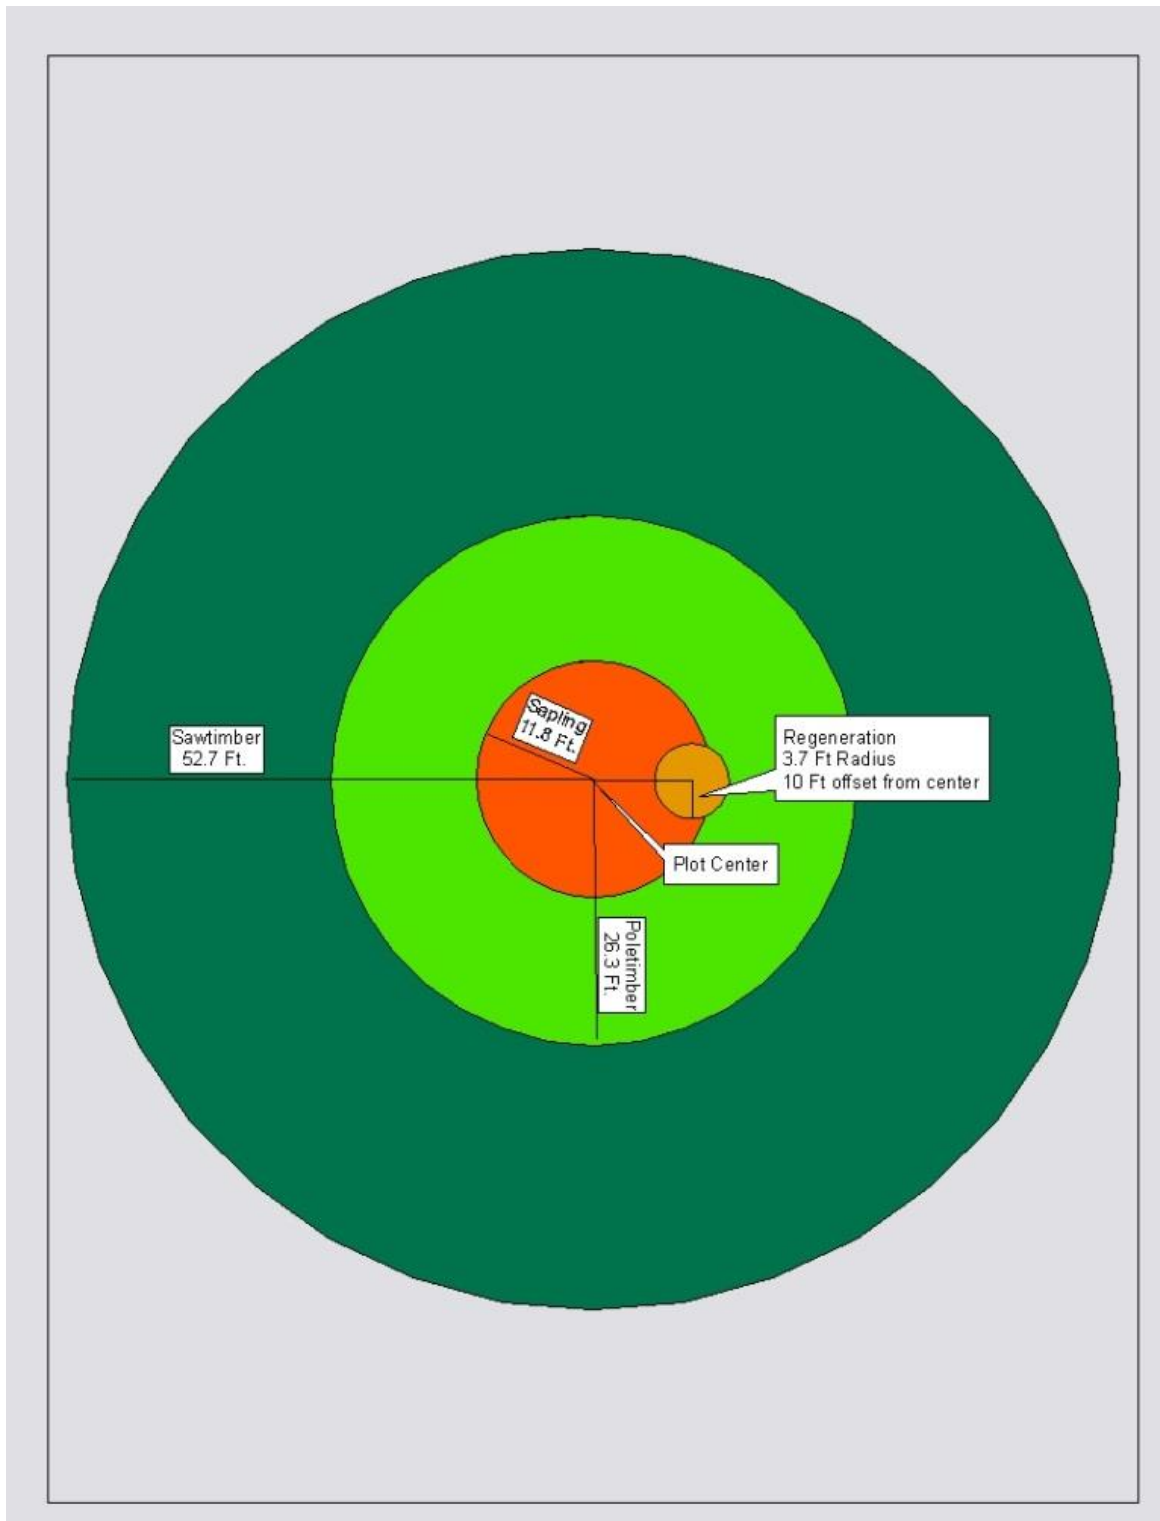 Sapling
11.8 Ft.
Sawtimber
52.7 Ft.
Regeneration
3.7 Ft Radius
10 Ft offset from center
Plot Center
Poletimber
26.3 Ft.